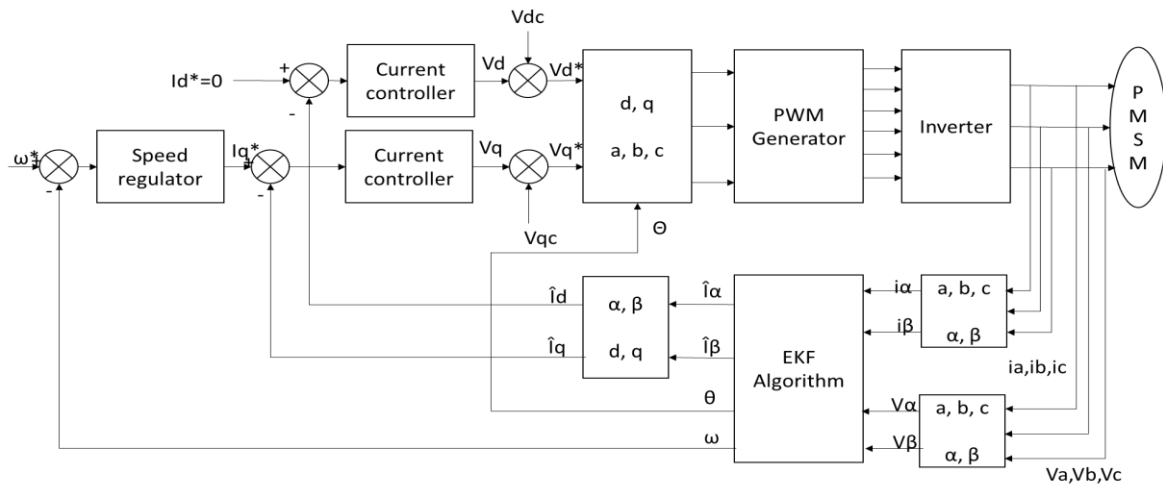 Vdc
Id*=0
+
-
Current
controller
Vd
Vd*
d, q
a, b, c
PWM
Generator
Inverter
P
M
S
M
ω*
+
-
Speed
regulator
Iq*
+
-
Current
controller
Vq
Vq*
Vqc
Θ
Îd
Îq
α, β
d, q
Îα
Îβ
θ
ω
EKF
Algorithm
iα
iβ
a, b, c
α, β
ia,ib,ic
Vα
Vβ
a, b, c
α, β
Va,Vb,Vc